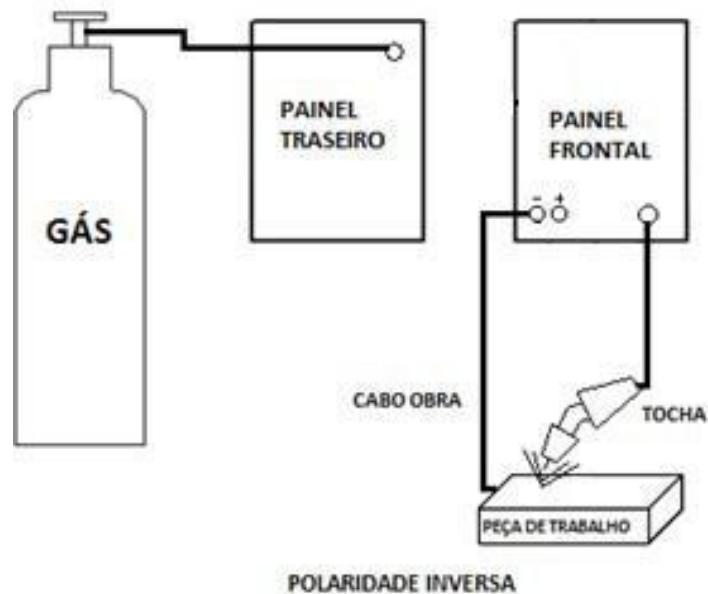 PAINEL
TRASEIRO
PAINEL
FRONTAL
- +
GÁS
CABO OBRA
TOCHA
PEÇA DE TRABALHO
POLARIDADE INVERSA